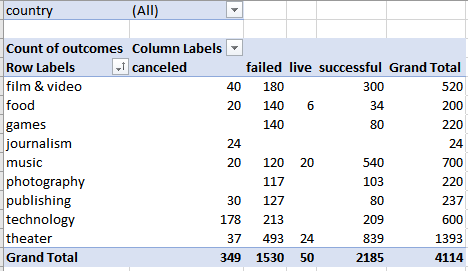 country (All)
Count of outcomes Column Labels
Row Labels canceled failed live successful Grand Total
film & video 40 180 300 520
food 20 140 6 34 200
games 140 80 220
journalism 24 24
music 20 120 20 540 700
photography 117 103 220
publishing 30 127 80 237
technology 178 213 209 600
theater 37 493 24 839 1393
Grand Total 349 1530 50 2185 4114